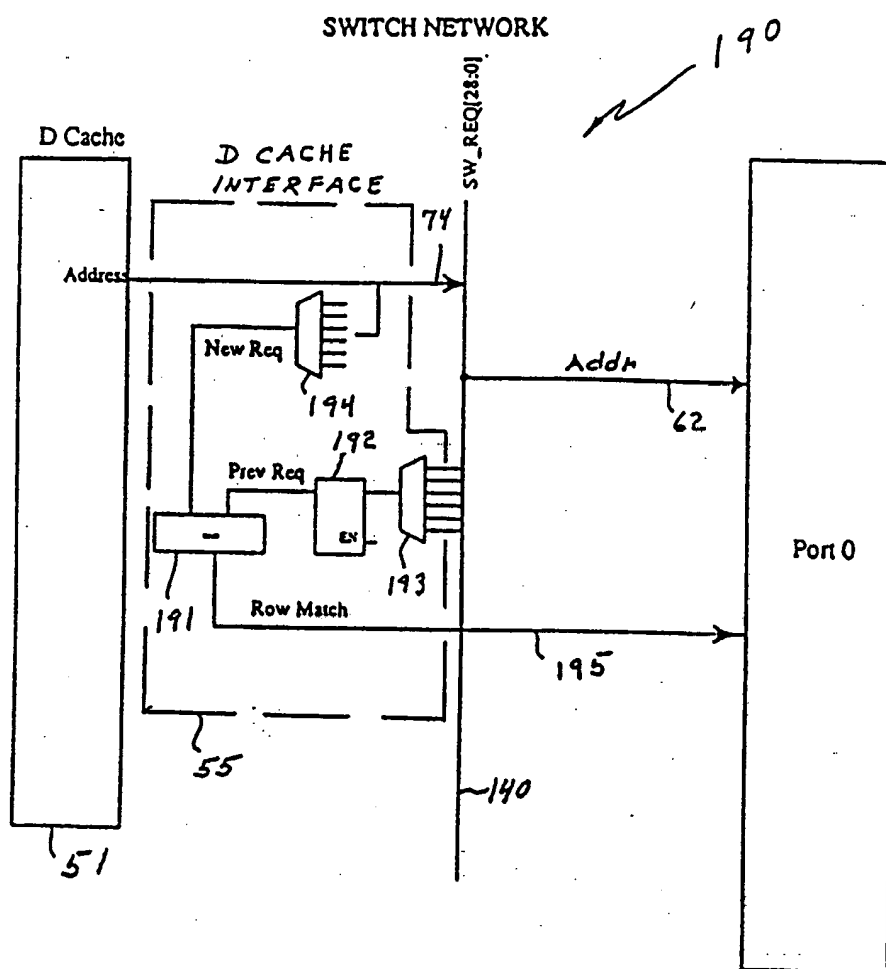 SWITCH NETWORK
190
SW_REQ[28:0]
D Cache
D CACHE
INTERFACE
74
Address
New Req
194
Addr
62
192
Prev Req
EN
193
Port 0
191
Row Match
195
55
140
51